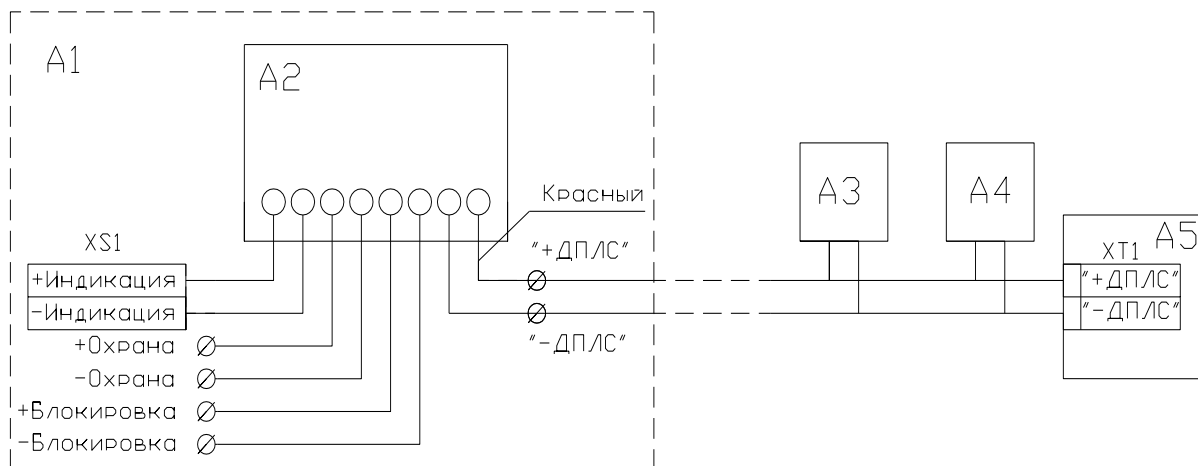 A1
A2
Красный
A3
A4
A5
XS1
"+ДПЛС"
XT1
+Индикация
"+ДПЛС"
-Индикация
"-ДПЛС"
+Охрана
"-ДПЛС"
-Охрана
+Блокировка
-Блокировка